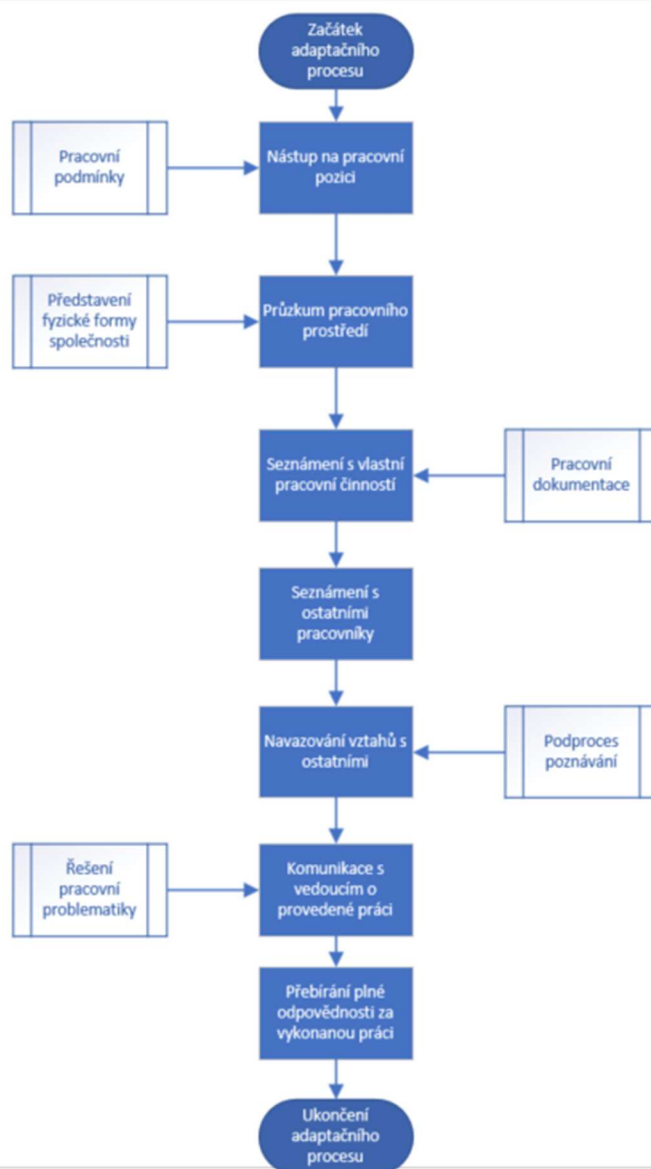 Začátek
adaptačního
procesu
Pracovní
podmínky
Nástup na pracovní
pozici
Představení
fyzické formy
společnosti
Průzkum pracovního
prostředí
Seznámení s vlastní
pracovní činností
Pracovní
dokumentace
Seznámení s
ostatními
pracovníky
Navazování vztahů s
ostatními
Podproces
poznávání
Řešení
pracovní
problematiky
Komunikace s
vedoucím o
provedené práci
Přebírání plné
odpovědnosti za
vykonanou práci
Ukončení
adaptačního
procesu